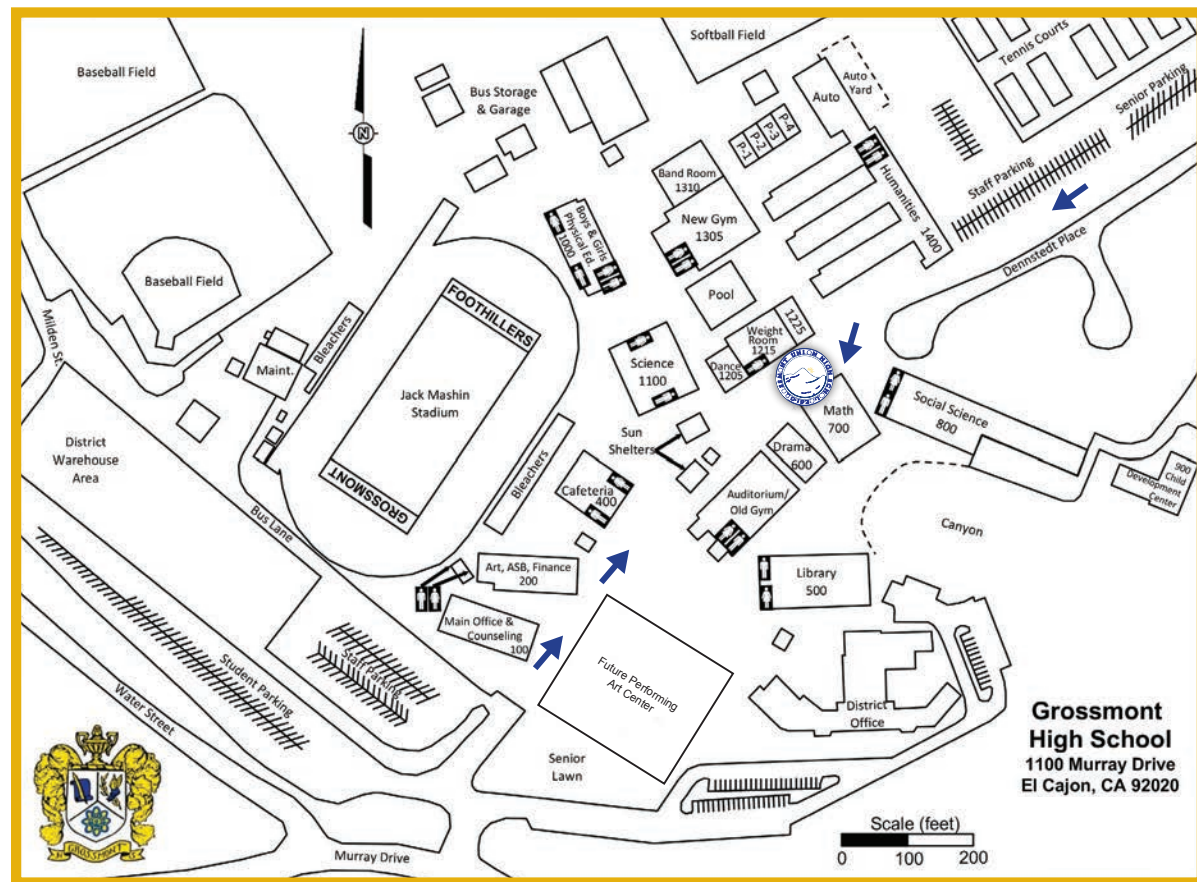 Baseball Field
Softball Field
Tennis Courts
Bus Storage
& Garage
Auto
Auto
Yard
Senior Parking
P-1
P-2
P-3
P-4
N
Staff Parking
Humanities 1400
Band Room
1310
New Gym
1305
Boys & Girls
Physical Ed.
1000
Dennstedt Place
Baseball Field
Milden St.
Pool
FOOTHILLERS
Bleachers
Maint.
Weight
Room
1215
1225
Dance
1205
Science
1100
Jack Mashin
Stadium
Math
700
Social Science
800
Sun
Shelters
Drama
600
District
Warehouse
Area
Bleachers
900
Child
Development
Center
Cafeteria
400
Auditorium/
Old Gym
GROSSMONT
Bus Lane
Canyon
Art, ASB, Finance
200
Library
500
Main Office &
Counseling
100
Student Parking
Staff Parking
Future Performing
Art Center
Water Street
District
Office
Senior
Lawn
Grossmont
High School
1100 Murray Drive
El Cajon, CA 92020
Scale (feet)
0 100 200
Murray Drive
GROSSMONT